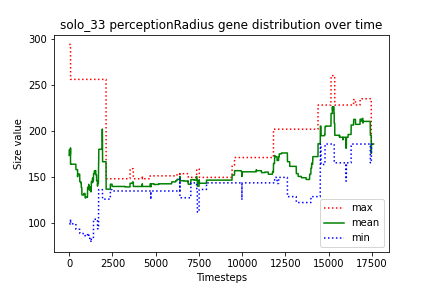 solo_33 perceptionRadius gene distribution over time
Size value
300
250
200
150
100
0
2500
5000
7500
10000
12500
15000
17500
Timesteps
max
mean
min